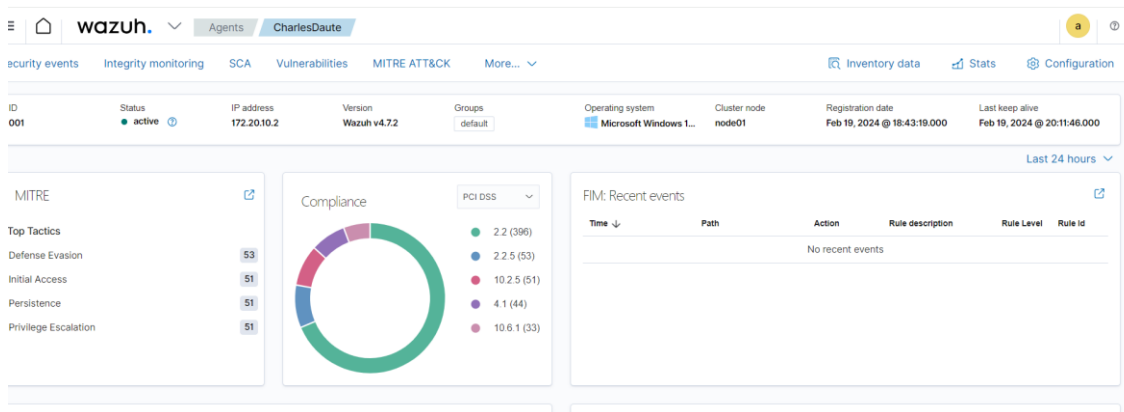 wazuh. Agents CharlesDaute a
ecurity events Integrity monitoring SCA Vulnerabilities MITRE ATT&CK More... Inventory data Stats Configuration
ID Status IP address Version Groups Operating system Cluster node Registration date Last keep alive
001 active 172.20.10.2 Wazuh v4.7.2 default Microsoft Windows 1... node01 Feb 19, 2024 @ 18:43:19.000 Feb 19, 2024 @ 20:11:46.000
Last 24 hours
MITRE
Top Tactics
Defense Evasion 53
Initial Access 51
Persistence 51
Privilege Escalation 51
Compliance PCI DSS
2.2 (396)
2.2.5 (53)
10.2.5 (51)
4.1 (44)
10.6.1 (33)
FIM: Recent events
Time Path Action Rule description Rule Level Rule Id
No recent events